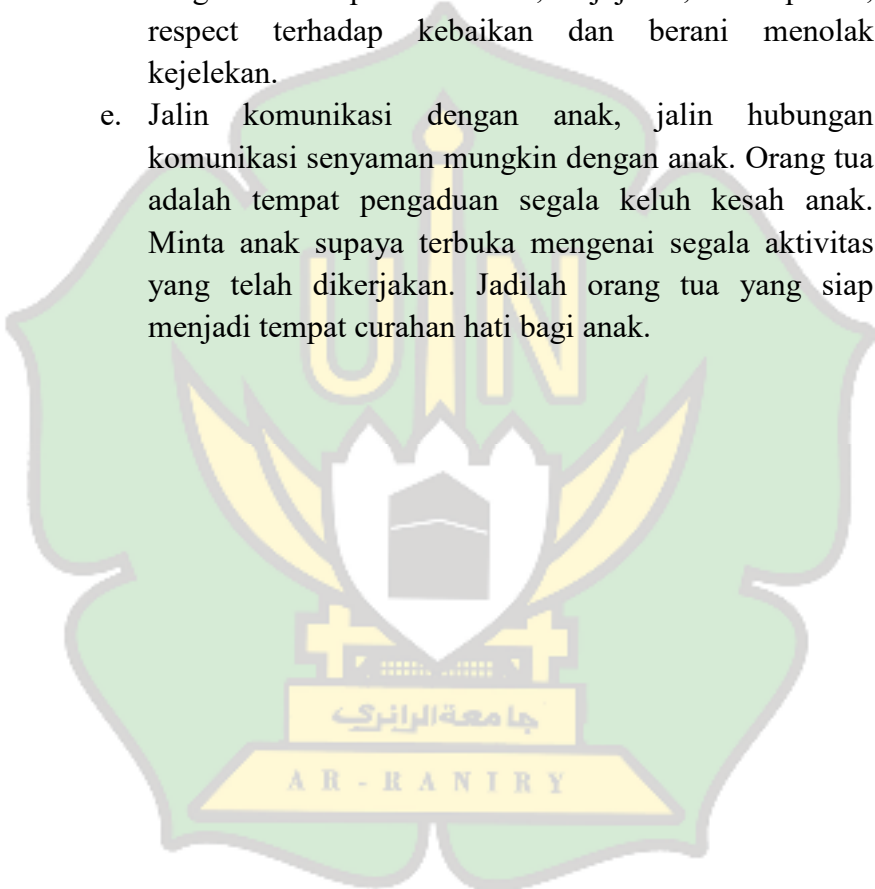 respect terhadap kebaikan dan berani menolak
kejelekan.
e. Jalin komunikasi dengan anak, jalin hubungan
komunikasi senyaman mungkin dengan anak. Orang tua
adalah tempat pengaduan segala keluh kesah anak.
Minta anak supaya terbuka mengenai segala aktivitas
yang telah dikerjakan. Jadilah orang tua yang siap
menjadi tempat curahan hati bagi anak.
UIN
جامعة الرانري
AR-RANIRY